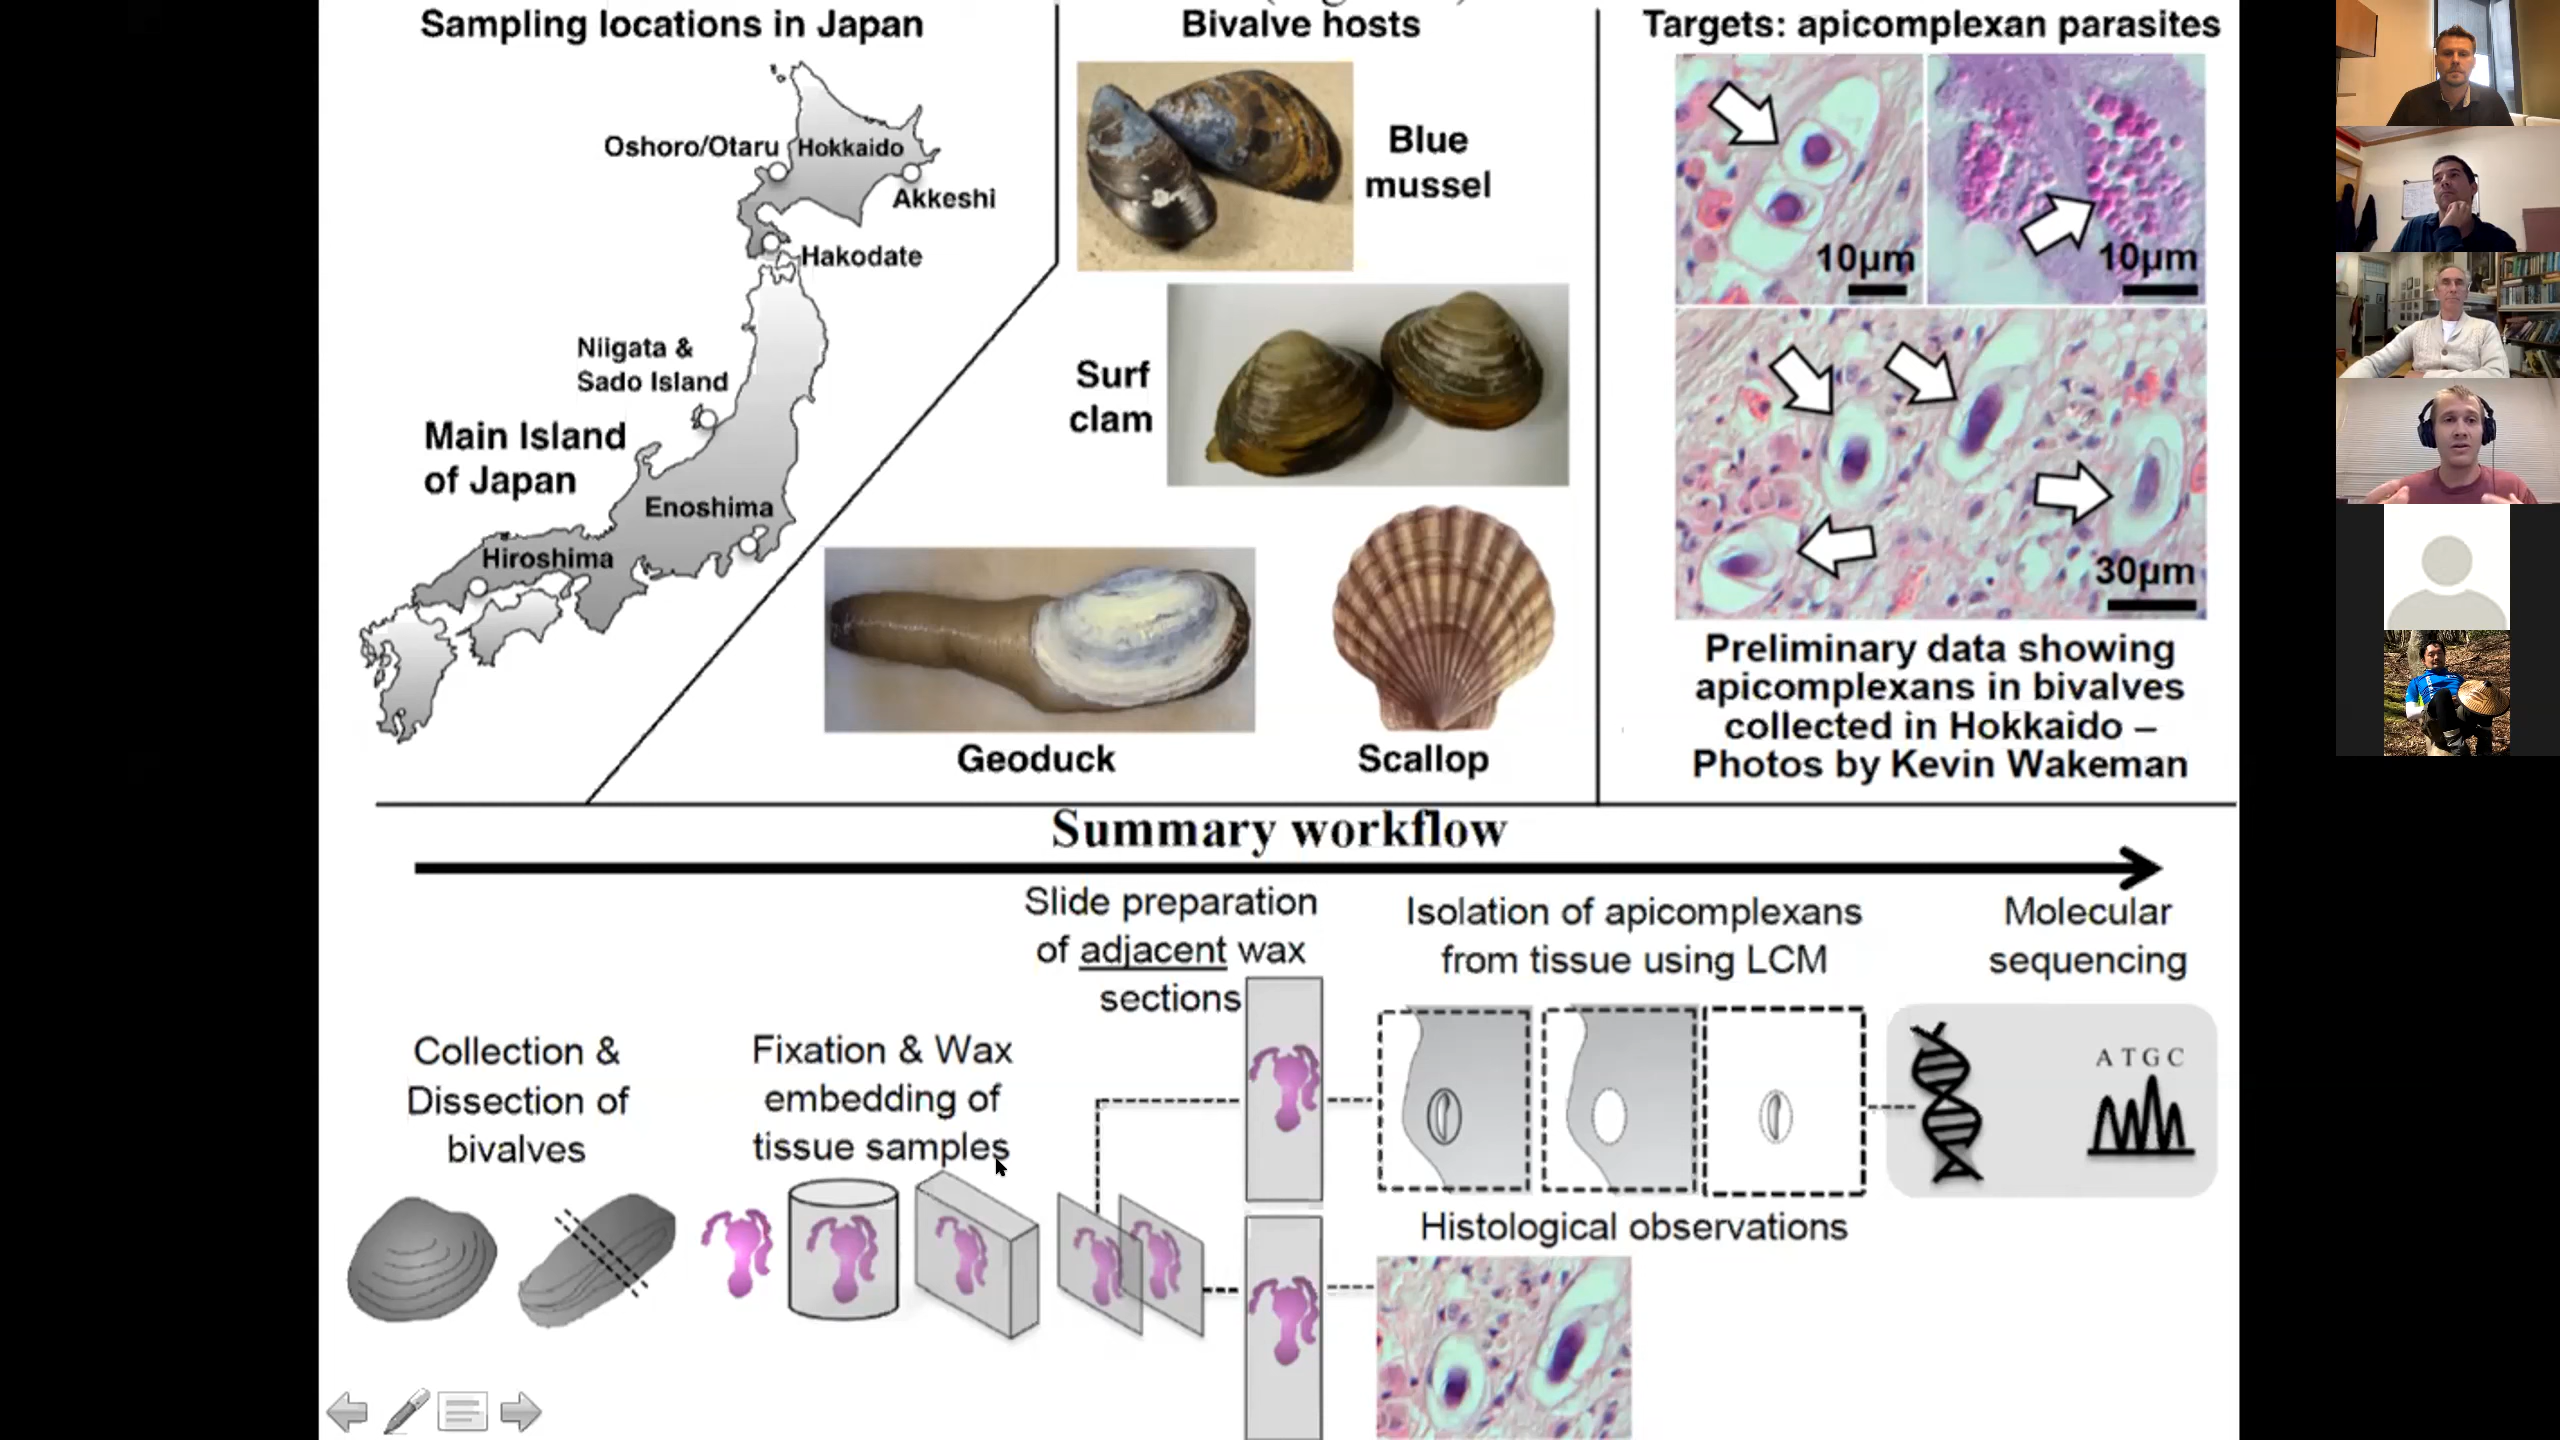 Sampling locations in Japan
Oshoro/Otaru
Hokkaido
Akkeshi
Hakodate
Niigata &
Sado Island
Main Island
of Japan
Enoshima
Hiroshima
Bivalve hosts
Blue
mussel
Surf
clam
Geoduck
Scallop
Targets: apicomplexan parasites
10µm
10µm
30µm
Preliminary data showing
apicomplexans in bivalves
collected in Hokkaido –
Photos by Kevin Wakeman
Summary workflow
Collection &
Dissection of
bivalves
Fixation & Wax
embedding of
tissue samples
Slide preparation
of adjacent wax
sections
Isolation of apicomplexans
from tissue using LCM
Histological observations
Molecular
sequencing
A T G C